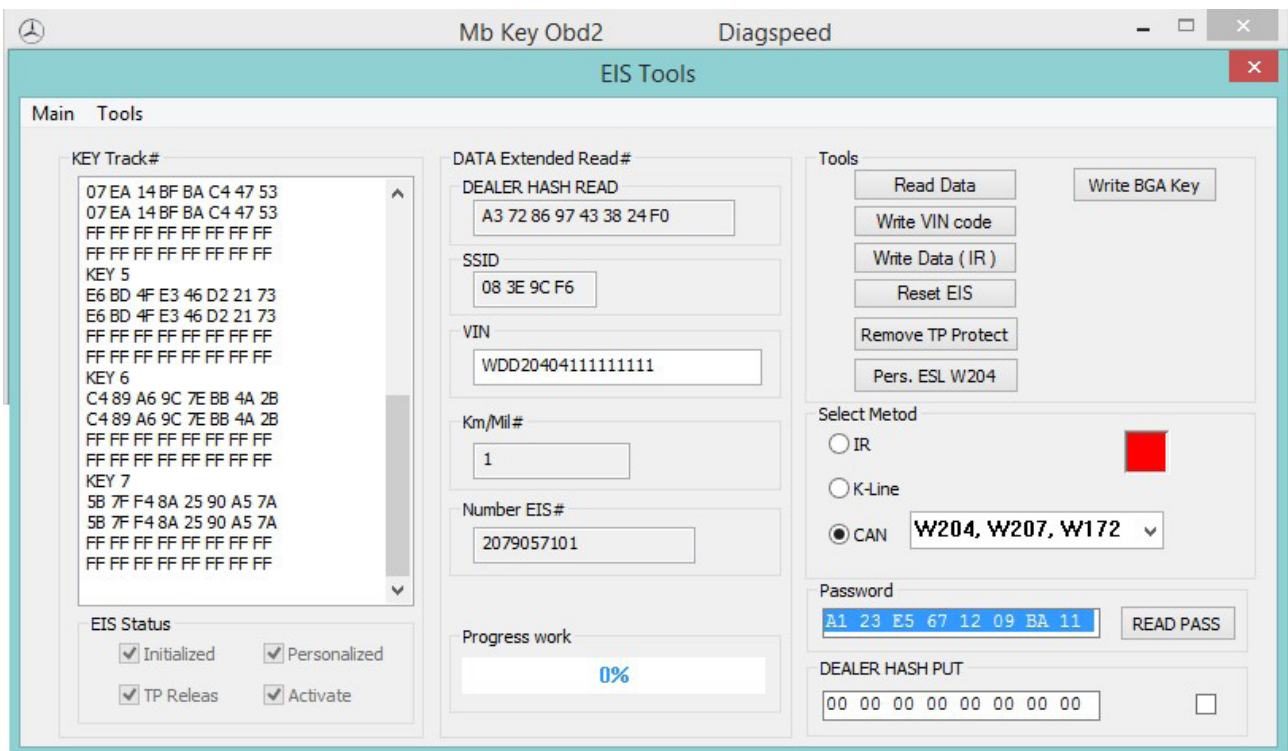 Mb Key Obd2 Diagspeed
EIS Tools
Main Tools
KEY Track#
07 EA 14 BF BA C4 47 53
07 EA 14 BF BA C4 47 53
FF FF FF FF FF FF FF FF
FF FF FF FF FF FF FF FF
KEY 5
E6 BD 4F E3 46 D2 21 73
E6 BD 4F E3 46 D2 21 73
FF FF FF FF FF FF FF FF
FF FF FF FF FF FF FF FF
KEY 6
C4 89 A6 9C 7E BB 4A 2B
C4 89 A6 9C 7E BB 4A 2B
FF FF FF FF FF FF FF FF
FF FF FF FF FF FF FF FF
KEY 7
5B 7F F4 8A 25 90 A5 7A
5B 7F F4 8A 25 90 A5 7A
FF FF FF FF FF FF FF FF
FF FF FF FF FF FF FF FF
EIS Status
Initialized Personalized
TP Releas Activate
DATA Extended Read#
DEALER HASH READ
A3 72 86 97 43 38 24 F0
SSID
08 3E 9C F6
VIN
WDD20404111111111
Km/Mil#
1
Number EIS#
2079057101
Progress work
0%
Tools
Read Data Write BGA Key
Write VIN code
Write Data ( IR )
Reset EIS
Remove TP Protect
Pers. ESL W204
Select Metod
IR
K-Line
CAN W204, W207, W172
Password
A1 23 E5 67 12 09 BA 11 READ PASS
DEALER HASH PUT
00 00 00 00 00 00 00 00